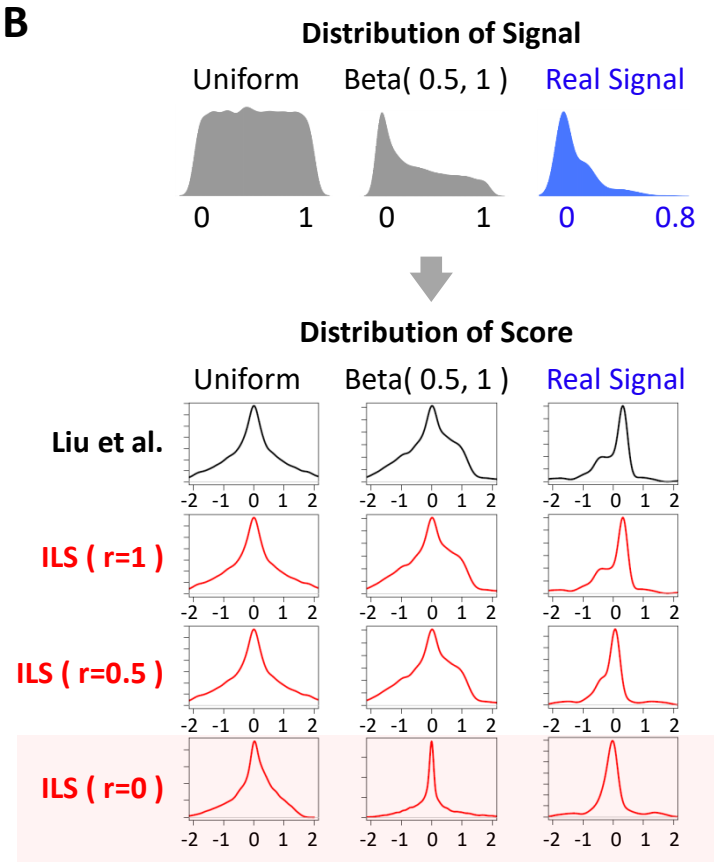 B
Distribution of Signal
Uniform Beta( 0.5, 1 ) Real Signal
0 1 0 1 0 0.8
Distribution of Score
Uniform Beta( 0.5, 1 ) Real Signal
Liu et al.
-2 -1 0 1 2 -2 -1 0 1 2 -2 -1 0 1 2
ILS ( r=1 )
-2 -1 0 1 2 -2 -1 0 1 2 -2 -1 0 1 2
ILS ( r=0.5 )
-2 -1 0 1 2 -2 -1 0 1 2 -2 -1 0 1 2
ILS ( r=0 )
-2 -1 0 1 2 -2 -1 0 1 2 -2 -1 0 1 2